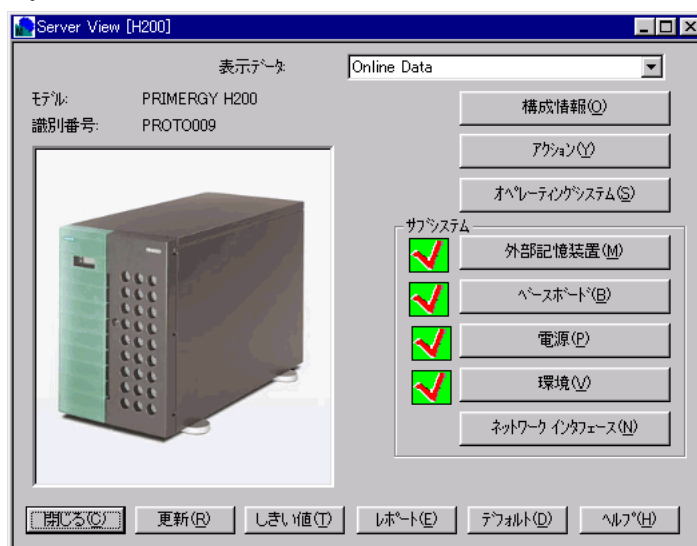 Server View [H200]
表示ﾃﾞｰﾀ: Online Data
ﾓﾃﾞﾙ: PRIMERGY H200
識別番号: PROTO009
構成情報(O)
ｱｸｼｮﾝ(Y)
ｵﾍﾟﾚｰﾃｨﾝｸﾞｼｽﾃﾑ(S)
ｻﾌﾞｼｽﾃﾑ
外部記憶装置(M)
ﾍﾞｰｽﾎﾞｰﾄﾞ(B)
電源(P)
環境(V)
ﾈｯﾄﾜｰｸ ｲﾝﾀﾌｪｰｽ(N)
閉じる(C) 更新(R) しきい値(T) ﾚﾎﾟｰﾄ(E) ﾃﾞﾌｫﾙﾄ(D) ﾍﾙﾌﾟ(H)